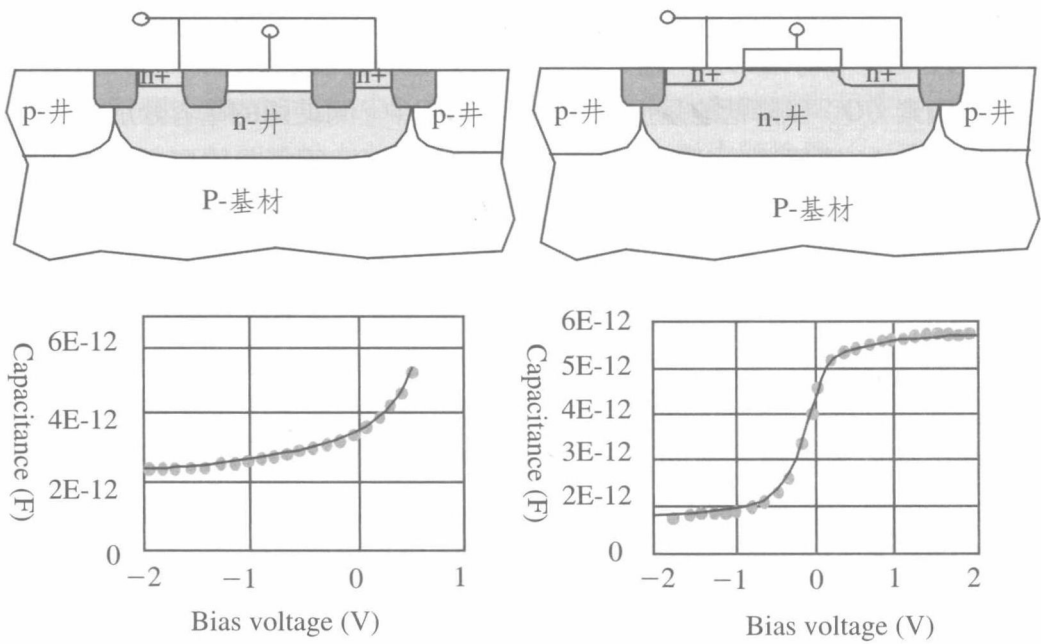 n+
n+
p-井
n-井
p-井
P-基材
n+
n+
p-井
n-井
p-井
P-基材
Capacitance (F)
6E-12
4E-12
2E-12
0
−2
−1
0
1
Bias voltage (V)
Capacitance (F)
6E-12
5E-12
4E-12
3E-12
2E-12
0
−2
−1
0
1
2
Bias voltage (V)